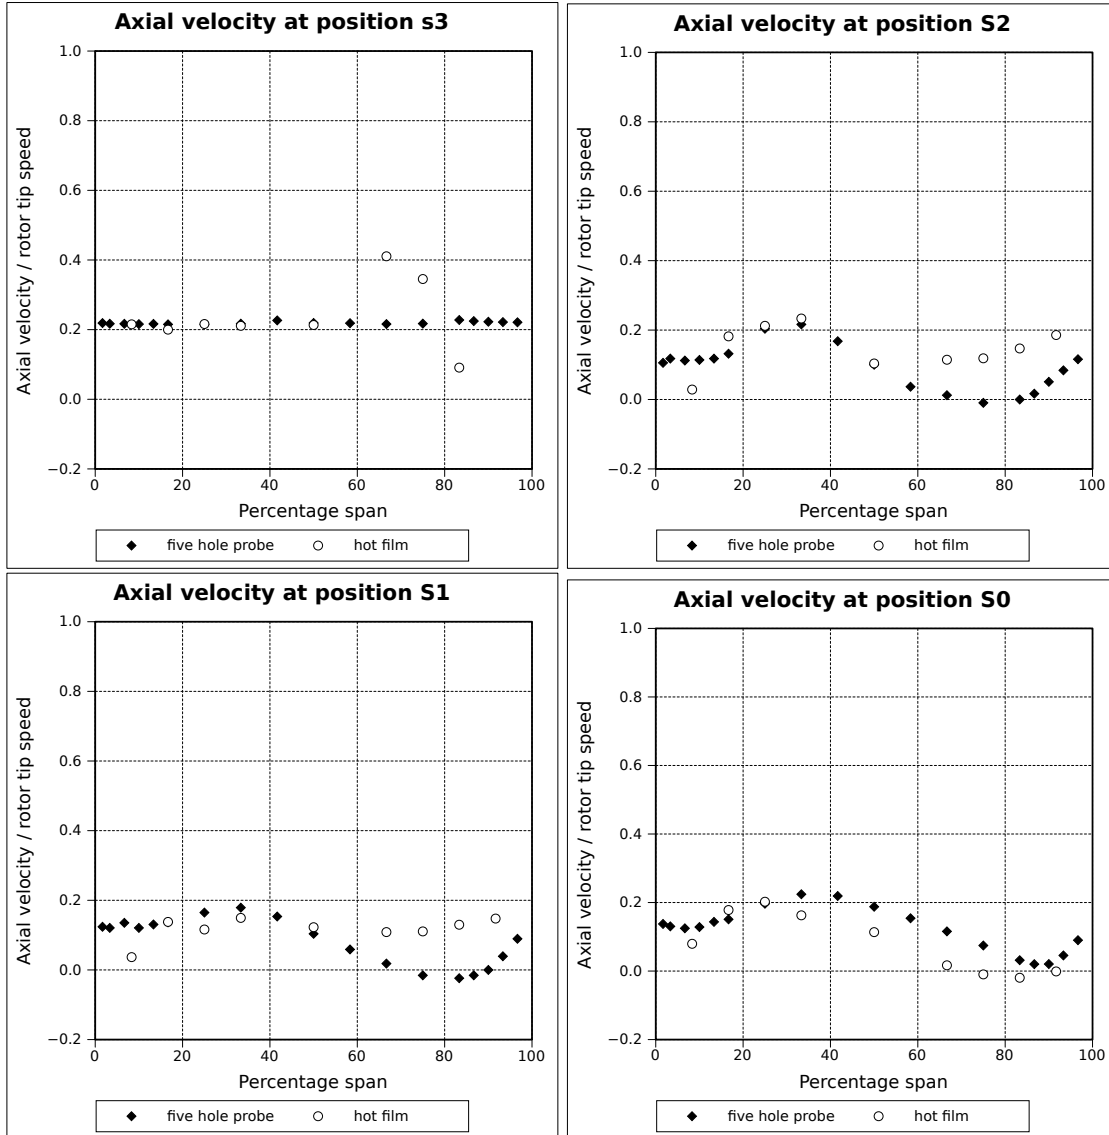 Axial velocity at position s3
Axial velocity / rotor tip speed
1.0
0.8
0.6
0.4
0.2
0.0
−0.2
0 20 40 60 80 100
Percentage span
five hole probe hot film
Axial velocity at position S2
Axial velocity / rotor tip speed
1.0
0.8
0.6
0.4
0.2
0.0
−0.2
0 20 40 60 80 100
Percentage span
five hole probe hot film
Axial velocity at position S1
Axial velocity / rotor tip speed
1.0
0.8
0.6
0.4
0.2
0.0
−0.2
0 20 40 60 80 100
Percentage span
five hole probe hot film
Axial velocity at position S0
Axial velocity / rotor tip speed
1.0
0.8
0.6
0.4
0.2
0.0
−0.2
0 20 40 60 80 100
Percentage span
five hole probe hot film